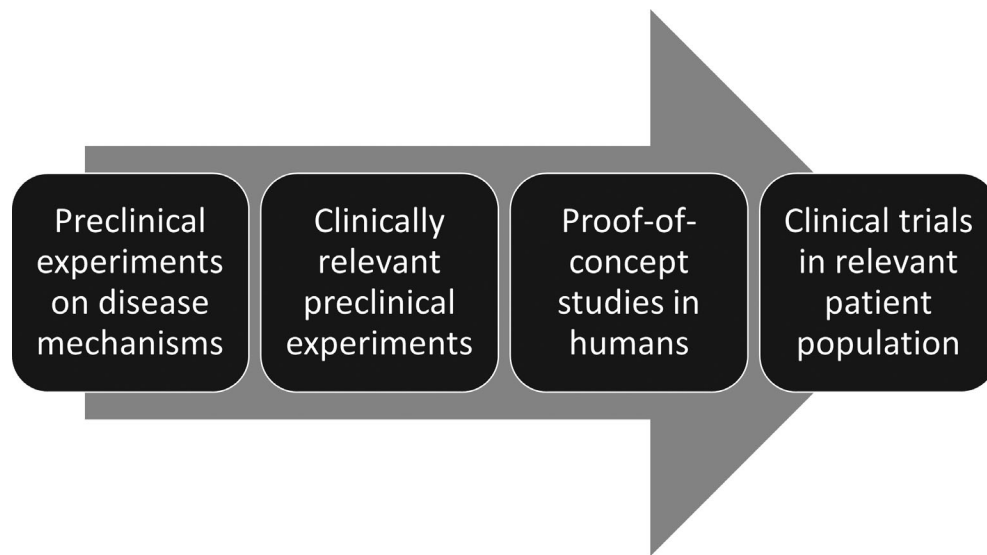 Preclinical
experiments
on disease
mechanisms
Clinically
relevant
preclinical
experiments
Proof-of-
concept
studies in
humans
Clinical trials
in relevant
patient
population